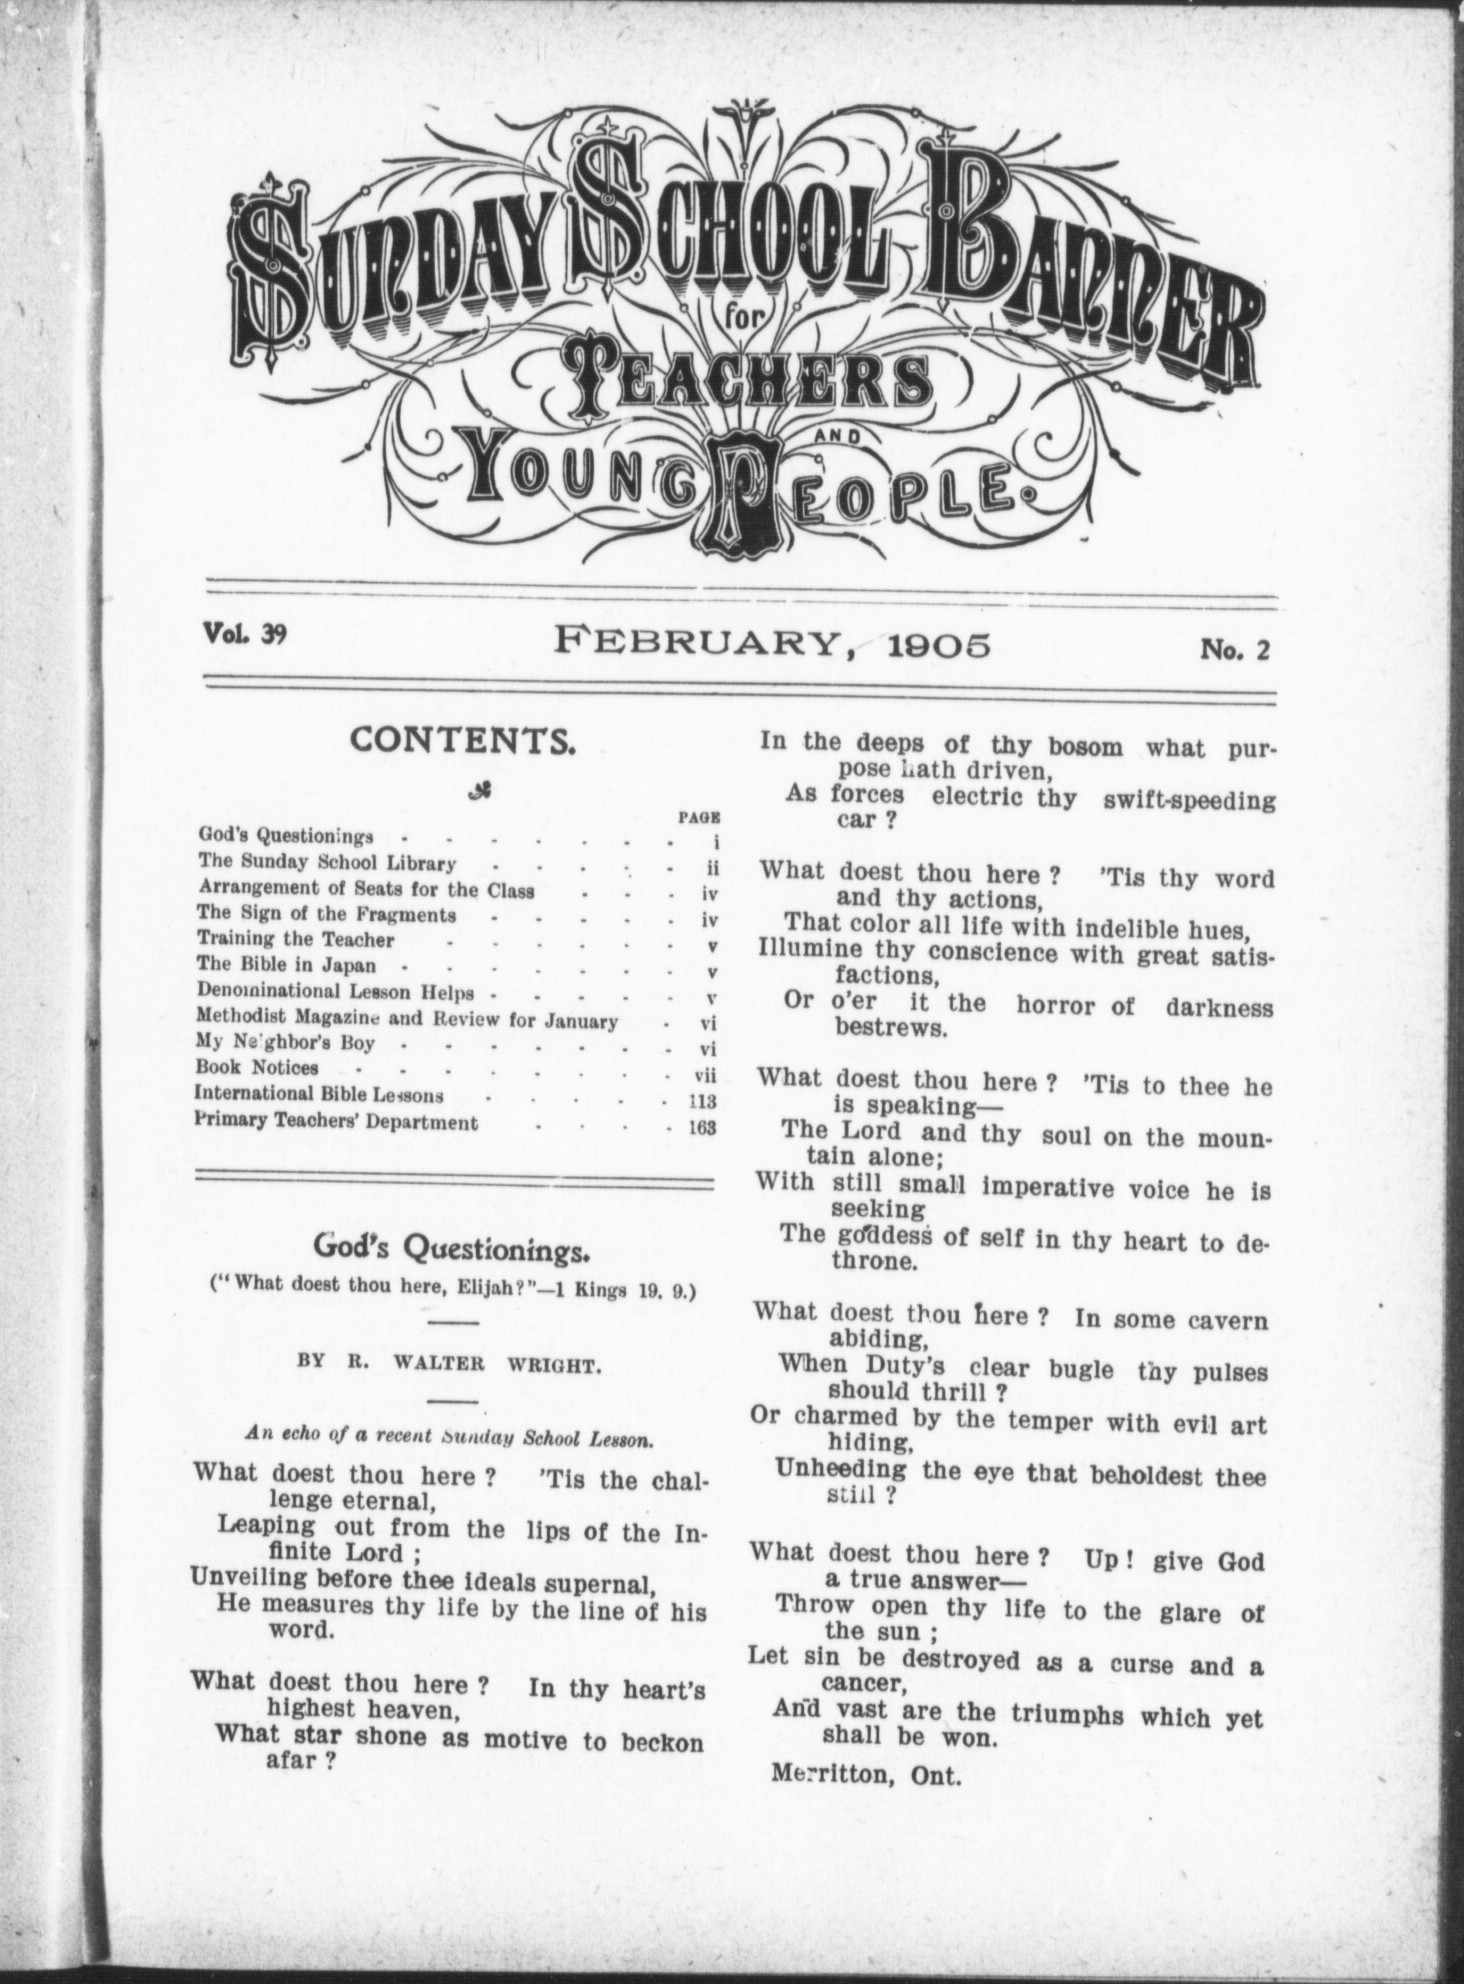 SUNDAY SCHOOL BANNER
for
TEACHERS
AND
YOUNG PEOPLE.
Vol. 39 FEBRUARY, 1905 No. 2
CONTENTS.
PAGE
God's Questionings - - - - - - - i
The Sunday School Library - - - - - ii
Arrangement of Seats for the Class - - - iv
The Sign of the Fragments - - - - - iv
Training the Teacher - - - - - - v
The Bible in Japan - - - - - - - v
Denominational Lesson Helps - - - - - v
Methodist Magazine and Review for January - vi
My Neighbor's Boy - - - - - - - vi
Book Notices - - - - - - - - vii
International Bible Lessons - - - - - 113
Primary Teachers' Department - - - - 163
God's Questionings.
("What doest thou here, Elijah?"—1 Kings 19. 9.)
BY R. WALTER WRIGHT.
An echo of a recent Sunday School Lesson.
What doest thou here ? 'Tis the chal-
lenge eternal,
Leaping out from the lips of the In-
finite Lord ;
Unveiling before thee ideals supernal,
He measures thy life by the line of his
word.
What doest thou here ? In thy heart's
highest heaven,
What star shone as motive to beckon
afar ?
In the deeps of thy bosom what pur-
pose hath driven,
As forces electric thy swift-speeding
car ?
What doest thou here ? 'Tis thy word
and thy actions,
That color all life with indelible hues,
Illumine thy conscience with great satis-
factions,
Or o'er it the horror of darkness
bestrews.
What doest thou here ? 'Tis to thee he
is speaking—
The Lord and thy soul on the moun-
tain alone;
With still small imperative voice he is
seeking
The goddess of self in thy heart to de-
throne.
What doest thou here ? In some cavern
abiding,
When Duty's clear bugle thy pulses
should thrill ?
Or charmed by the temper with evil art
hiding,
Unheeding the eye that beholdest thee
still ?
What doest thou here ? Up ! give God
a true answer—
Throw open thy life to the glare of
the sun ;
Let sin be destroyed as a curse and a
cancer,
And vast are the triumphs which yet
shall be won.
Merritton, Ont.